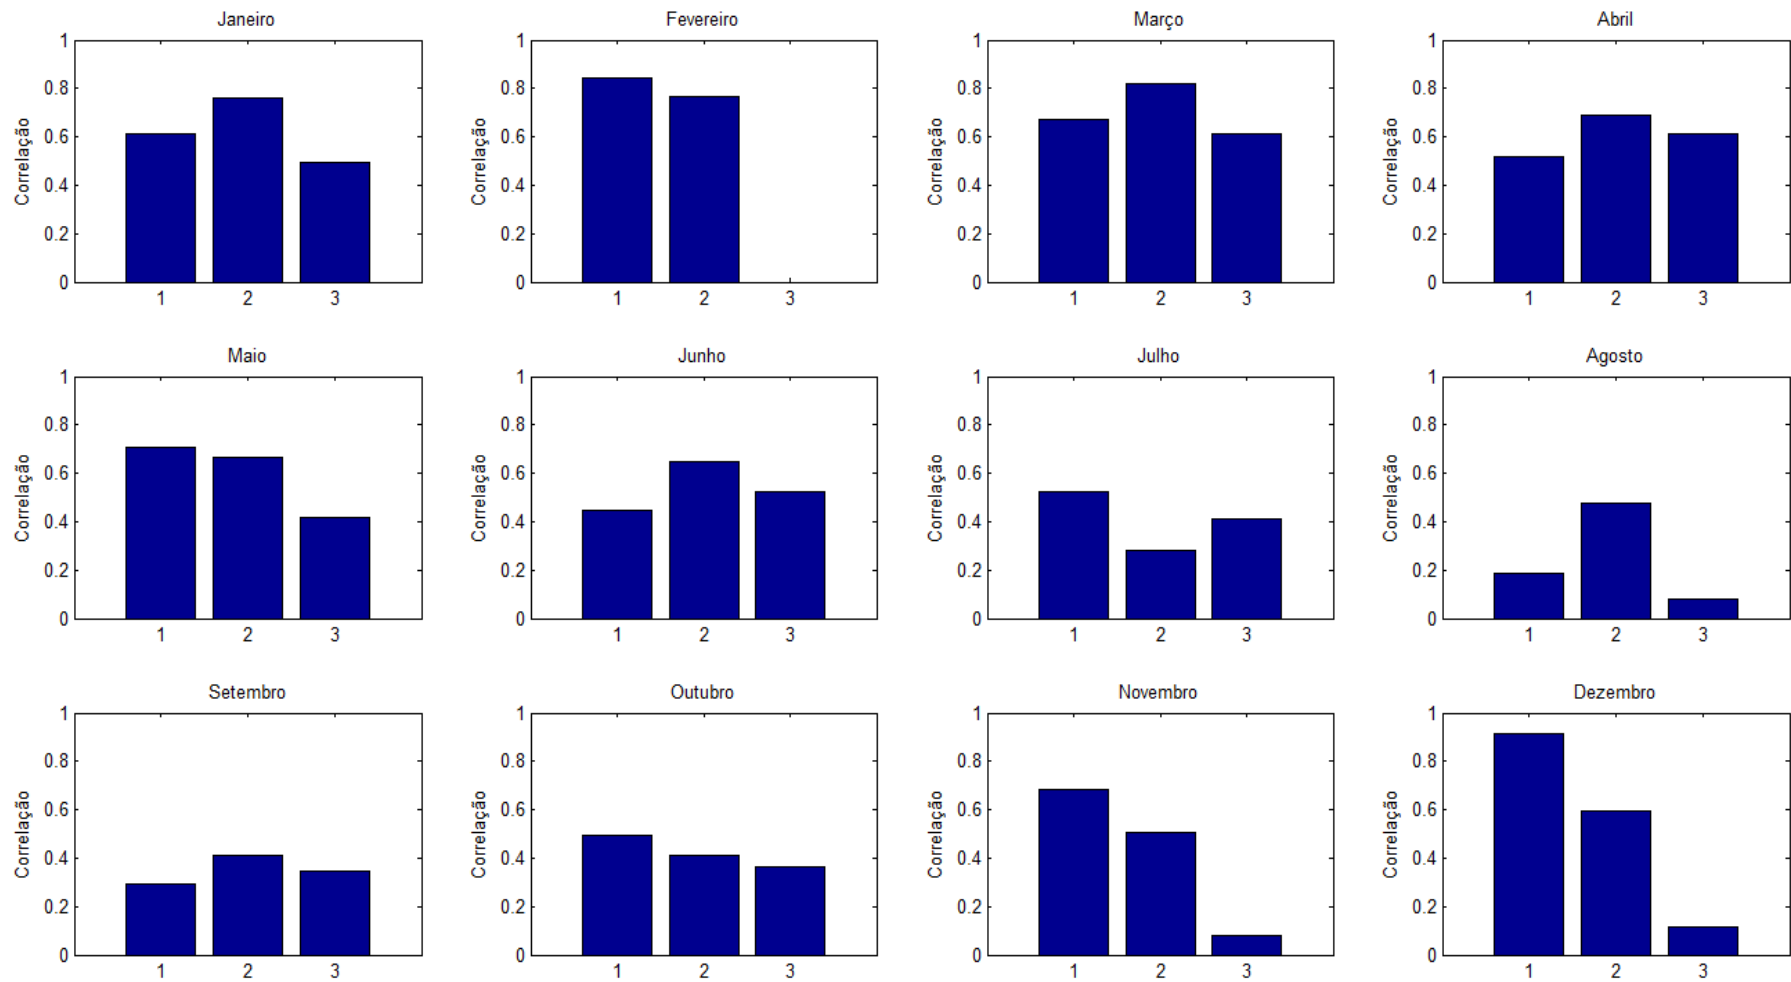 Janeiro
Fevereiro
Março
Abril
1
0.8
0.6
0.4
0.2
0
Correlação
1 2 3
1
0.8
0.6
0.4
0.2
0
Correlação
1 2 3
1
0.8
0.6
0.4
0.2
0
Correlação
1 2 3
1
0.8
0.6
0.4
0.2
0
Correlação
1 2 3
Maio
Junho
Julho
Agosto
1
0.8
0.6
0.4
0.2
0
Correlação
1 2 3
1
0.8
0.6
0.4
0.2
0
Correlação
1 2 3
1
0.8
0.6
0.4
0.2
0
Correlação
1 2 3
1
0.8
0.6
0.4
0.2
0
Correlação
1 2 3
Setembro
Outubro
Novembro
Dezembro
1
0.8
0.6
0.4
0.2
0
Correlação
1 2 3
1
0.8
0.6
0.4
0.2
0
Correlação
1 2 3
1
0.8
0.6
0.4
0.2
0
Correlação
1 2 3
1
0.8
0.6
0.4
0.2
0
Correlação
1 2 3